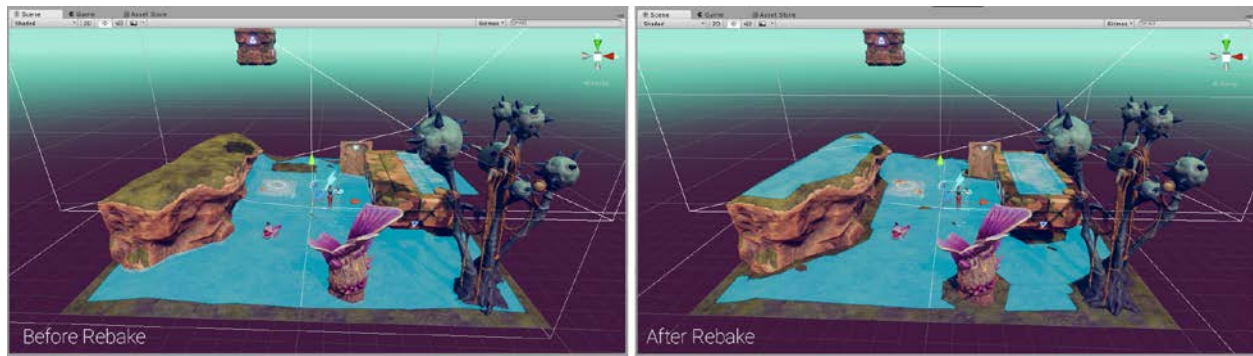 Scene Game Asset Store
Shaded 2D Gizmos
Before Rebake
Scene Game Asset Store
Shaded 2D Gizmos
After Rebake